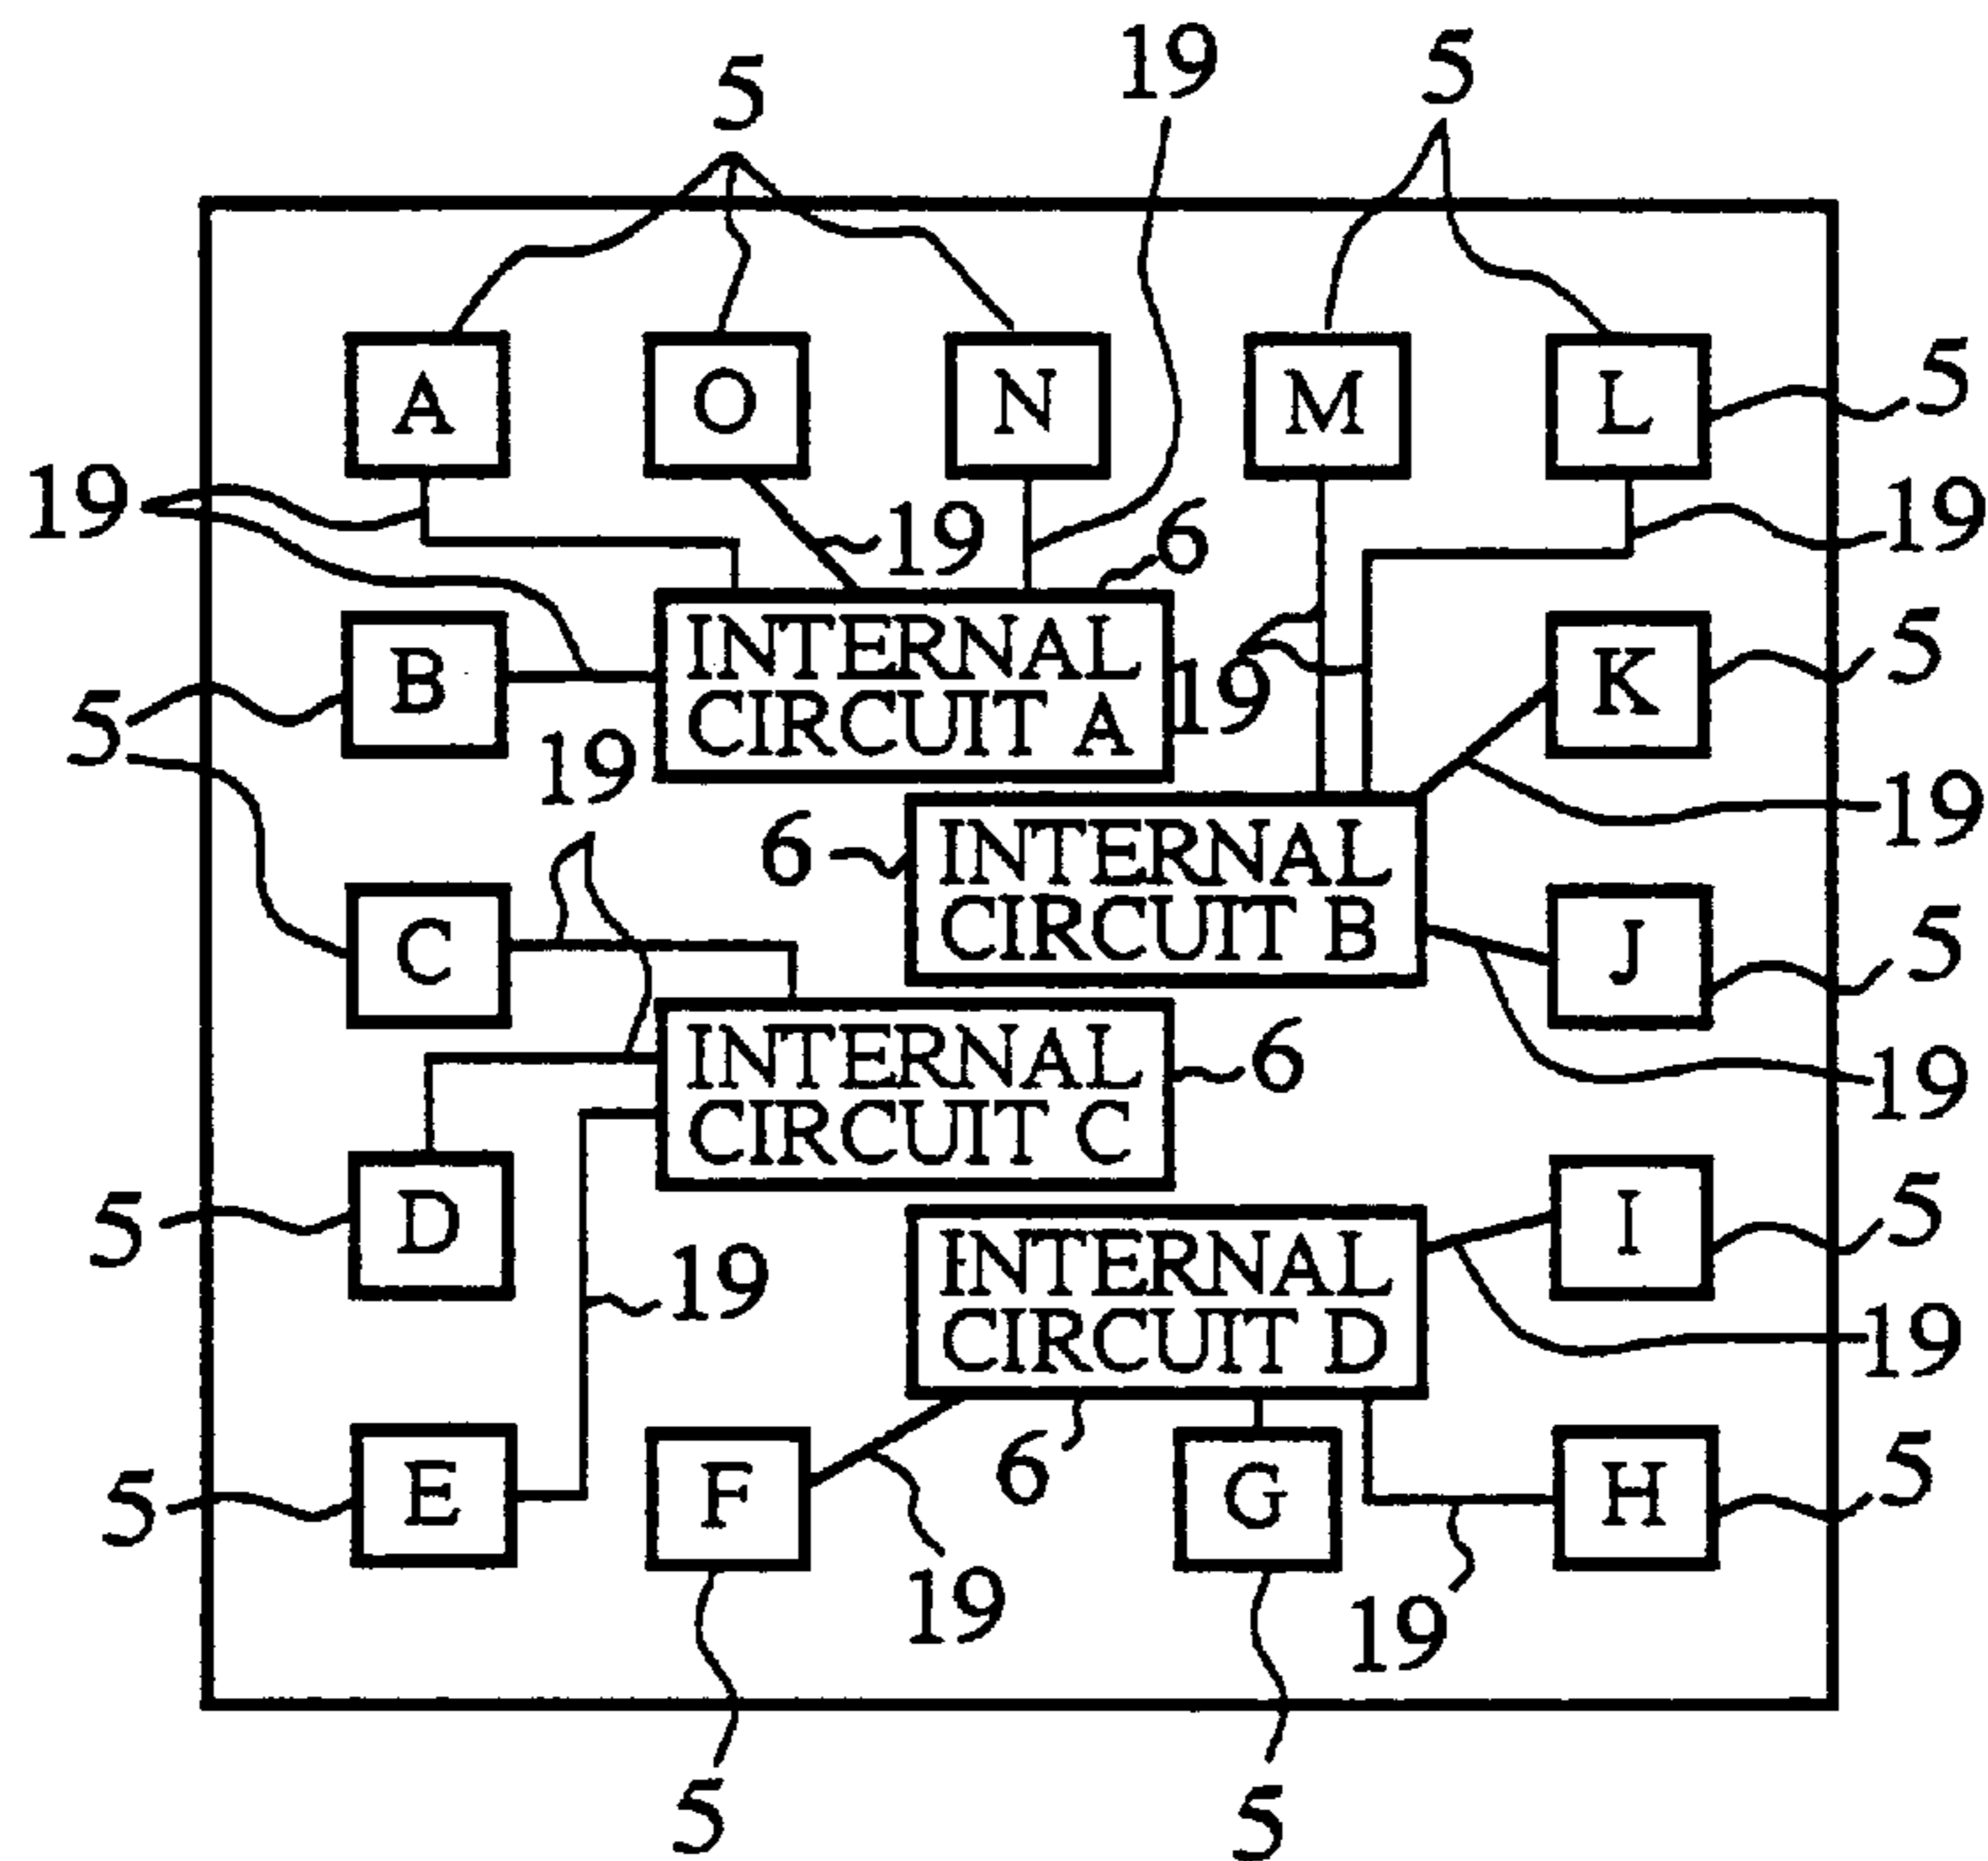 5 19 5
A O N M L 5
19 19 6 19
INTERNAL
CIRCUIT A
B 19 K 5
5 19 19
6 INTERNAL
CIRCUIT B
C J 5
INTERNAL
CIRCUIT C
6 19
5 D I 5
INTERNAL
CIRCUIT D
19 19
5 E F 6 G H 5
19 19
5 5